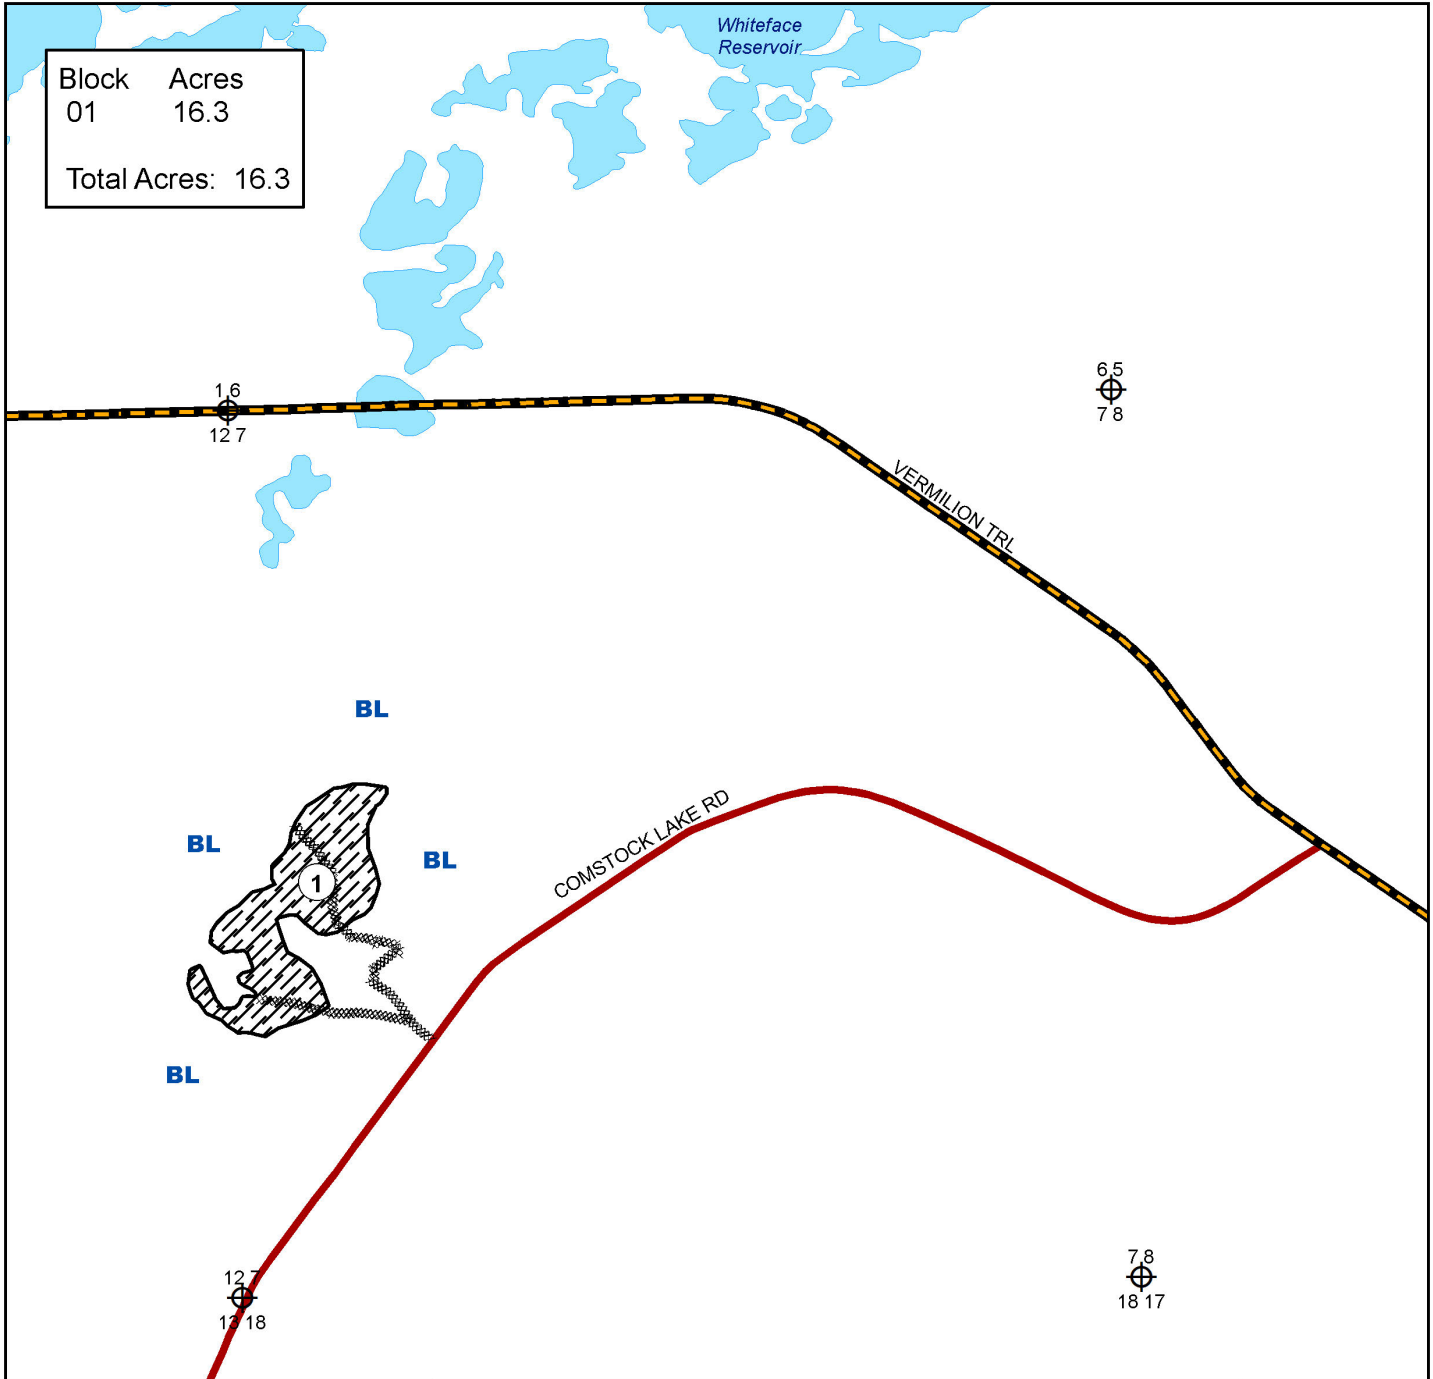 Whiteface
Reservoir
Block Acres
01 16.3
Total Acres: 16.3
1 6
12 7
6 5
7 8
VERMILION TRL
BL
COMSTOCK LAKE RD
BL
BL
1
BL
12 7
13 18
7 8
18 17